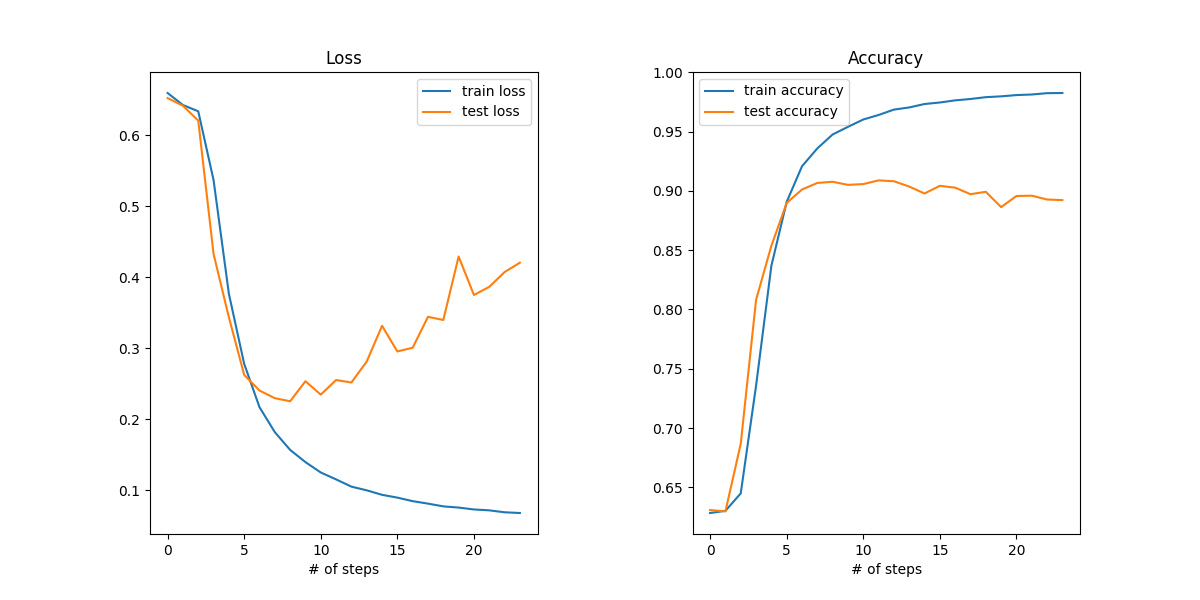 Loss
train loss
test loss
0.6
0.5
0.4
0.3
0.2
0.1
0 5 10 15 20
# of steps
Accuracy
train accuracy
test accuracy
1.00
0.95
0.90
0.85
0.80
0.75
0.70
0.65
0 5 10 15 20
# of steps